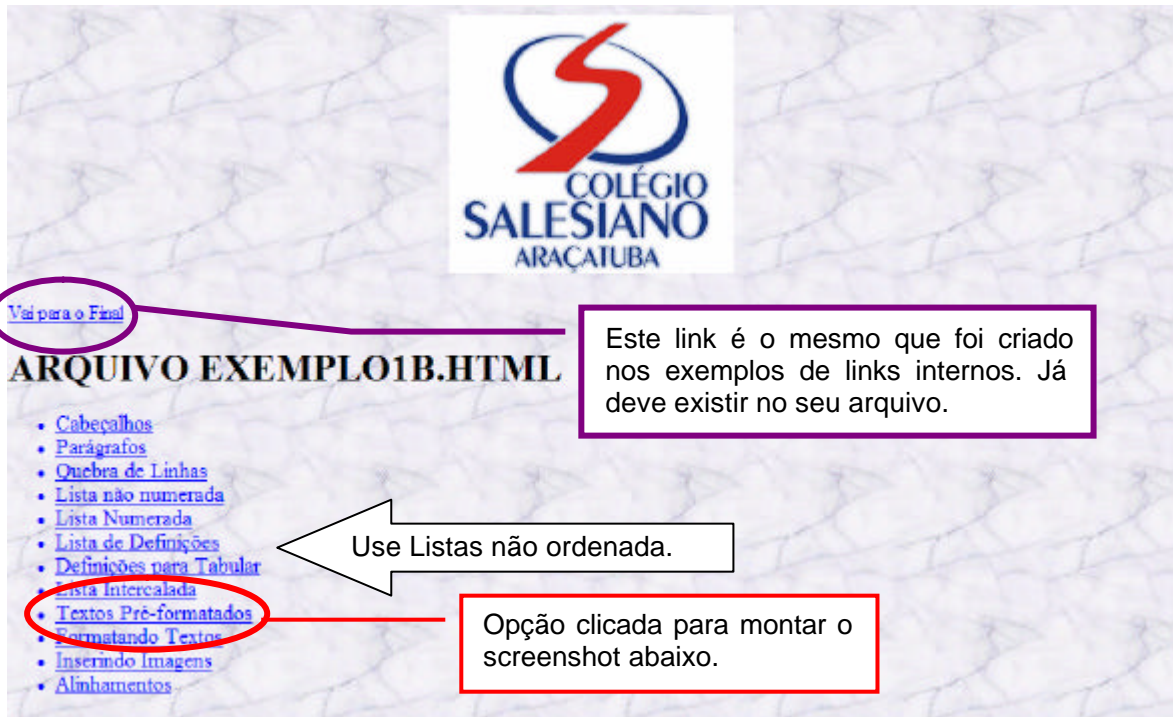 COLÉGIO
SALESIANO
ARAÇATUBA
Vai para o Final
Este link é o mesmo que foi criado
nos exemplos de links internos. Já
deve existir no seu arquivo.
ARQUIVO EXEMPLO1B.HTML
Cabeçalhos
Parágrafos
Quebra de Linhas
Lista não numerada
Lista Numerada
Lista de Definições
Definições para Tabular
Lista Intercalada
Textos Pré-formatados
Formatando Textos
Inserindo Imagens
Alinhamentos
Use Listas não ordenada.
Opção clicada para montar o
screenshot abaixo.